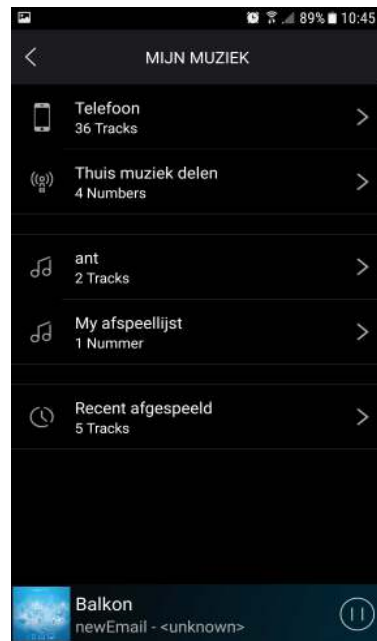 89% 10:45
MIJN MUZIEK
Telefoon
36 Tracks
Thuis muziek delen
4 Numbers
ant
2 Tracks
My afspeellijst
1 Nummer
Recent afgespeeld
5 Tracks
Balkon
newEmail - <unknown>